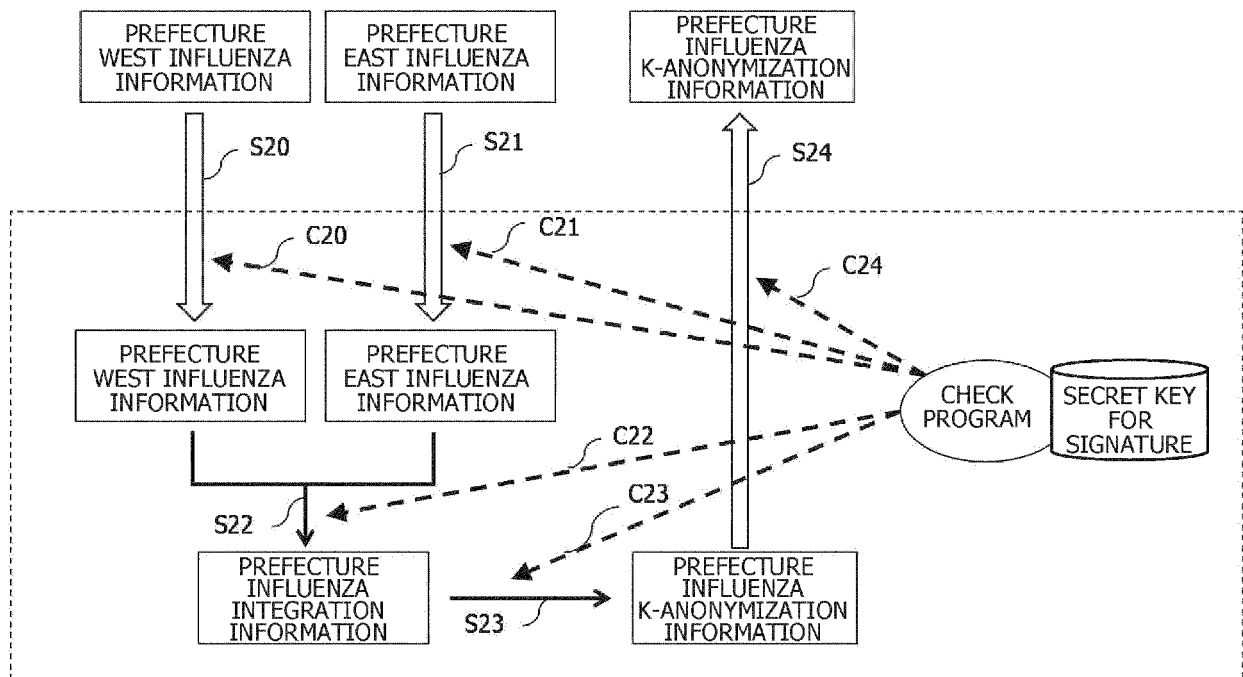 PREFECTURE
WEST INFLUENZA
INFORMATION
PREFECTURE
EAST INFLUENZA
INFORMATION
PREFECTURE
INFLUENZA
K-ANONYMIZATION
INFORMATION
S20
S21
S24
C20
C21
C24
PREFECTURE
WEST INFLUENZA
INFORMATION
PREFECTURE
EAST INFLUENZA
INFORMATION
CHECK
PROGRAM
SECRET KEY
FOR
SIGNATURE
C22
C23
S22
PREFECTURE
INFLUENZA
INTEGRATION
INFORMATION
S23
PREFECTURE
INFLUENZA
K-ANONYMIZATION
INFORMATION